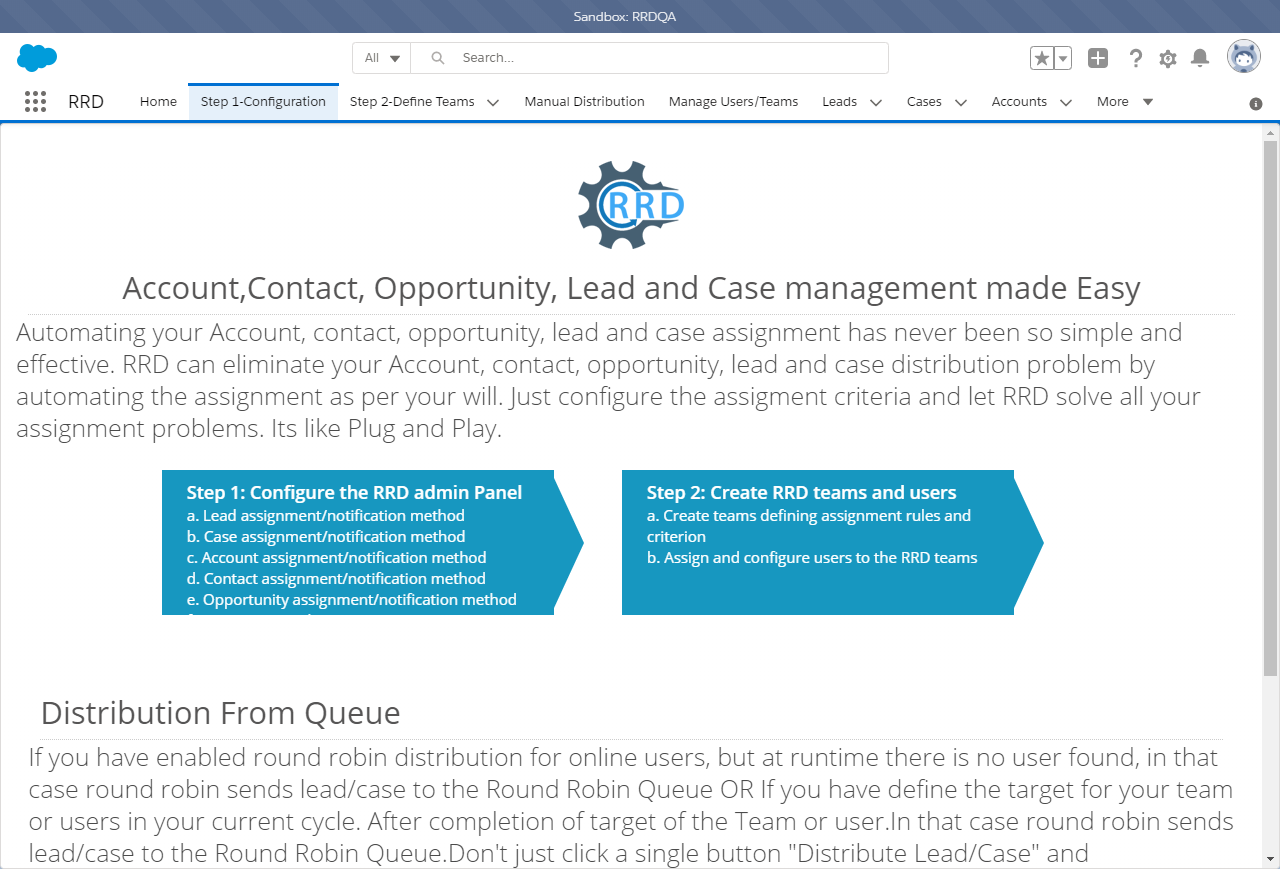 Sandbox: RRDQA
All
Search...
RRD
Home
Step 1-Configuration
Step 2-Define Teams
Manual Distribution
Manage Users/Teams
Leads
Cases
Accounts
More
RRD
Account,Contact, Opportunity, Lead and Case management made Easy
Automating your Account, contact, opportunity, lead and case assignment has never been so simple and
effective. RRD can eliminate your Account, contact, opportunity, lead and case distribution problem by
automating the assignment as per your will. Just configure the assigment criteria and let RRD solve all your
assignment problems. Its like Plug and Play.
Step 1: Configure the RRD admin Panel
a. Lead assignment/notification method
b. Case assignment/notification method
c. Account assignment/notification method
d. Contact assignment/notification method
e. Opportunity assignment/notification method
Step 2: Create RRD teams and users
a. Create teams defining assignment rules and
criterion
b. Assign and configure users to the RRD teams
Distribution From Queue
If you have enabled round robin distribution for online users, but at runtime there is no user found, in that
case round robin sends lead/case to the Round Robin Queue OR If you have define the target for your team
or users in your current cycle. After completion of target of the Team or user.In that case round robin sends
lead/case to the Round Robin Queue.Don't just click a single button "Distribute Lead/Case" and